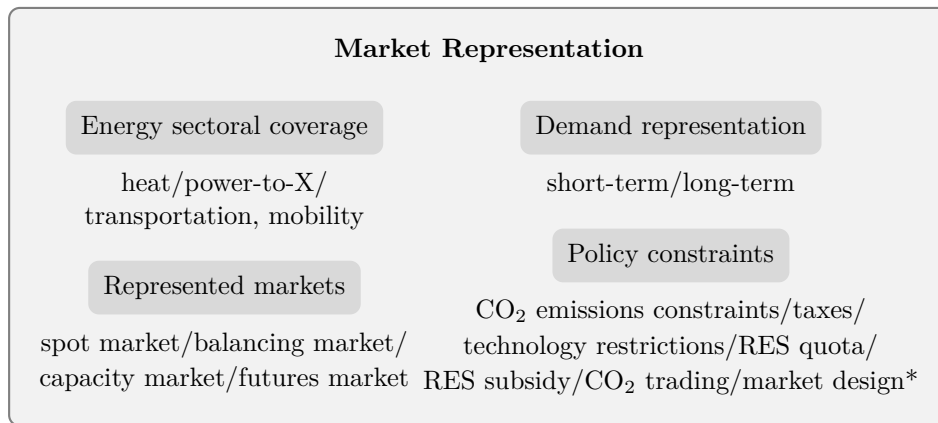 Market Representation
Energy sectoral coverage
heat/power-to-X/
transportation, mobility
Represented markets
spot market/balancing market/
capacity market/futures market
Demand representation
short-term/long-term
Policy constraints
CO₂ emissions constraints/taxes/
technology restrictions/RES quota/
RES subsidy/CO₂ trading/market design*